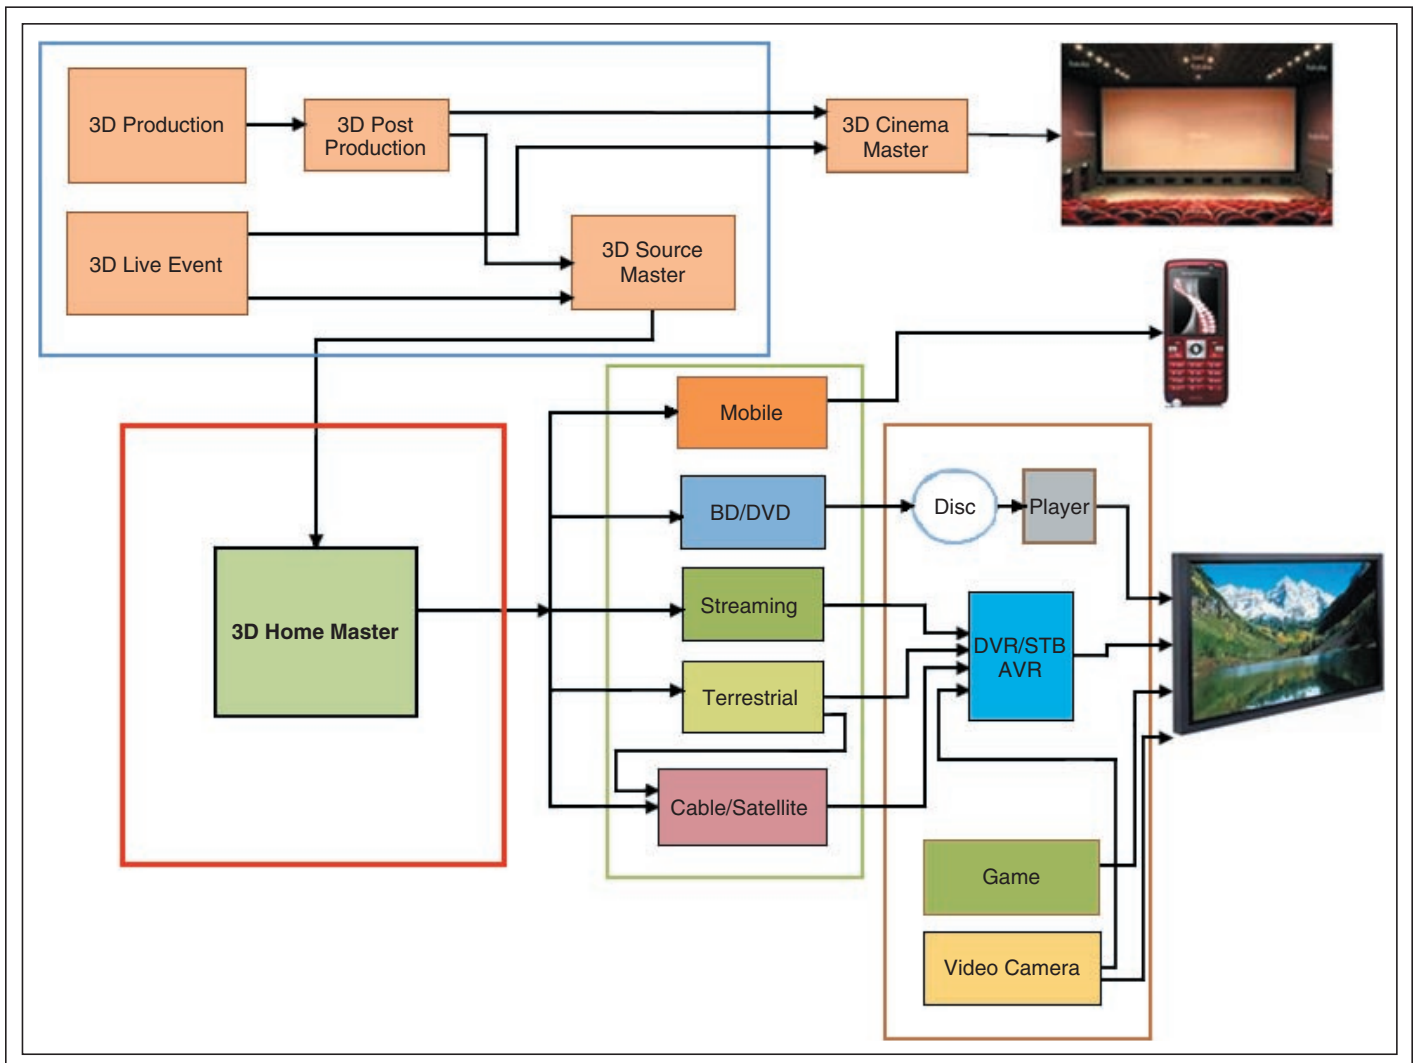 3D Production
3D Post
Production
3D Cinema
Master
3D Live Event
3D Source
Master
Mobile
BD/DVD
Disc
Player
Streaming
3D Home Master
DVR/STB
AVR
Terrestrial
Cable/Satellite
Game
Video Camera